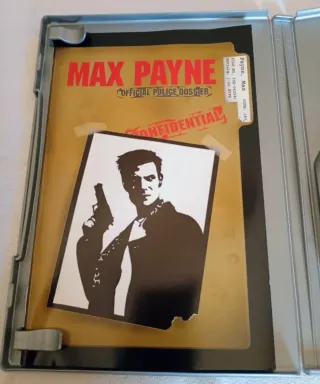 MAX PAYNE
OFFICIAL POLICE DOSSIER
CONFIDENTIAL
Payne, Max